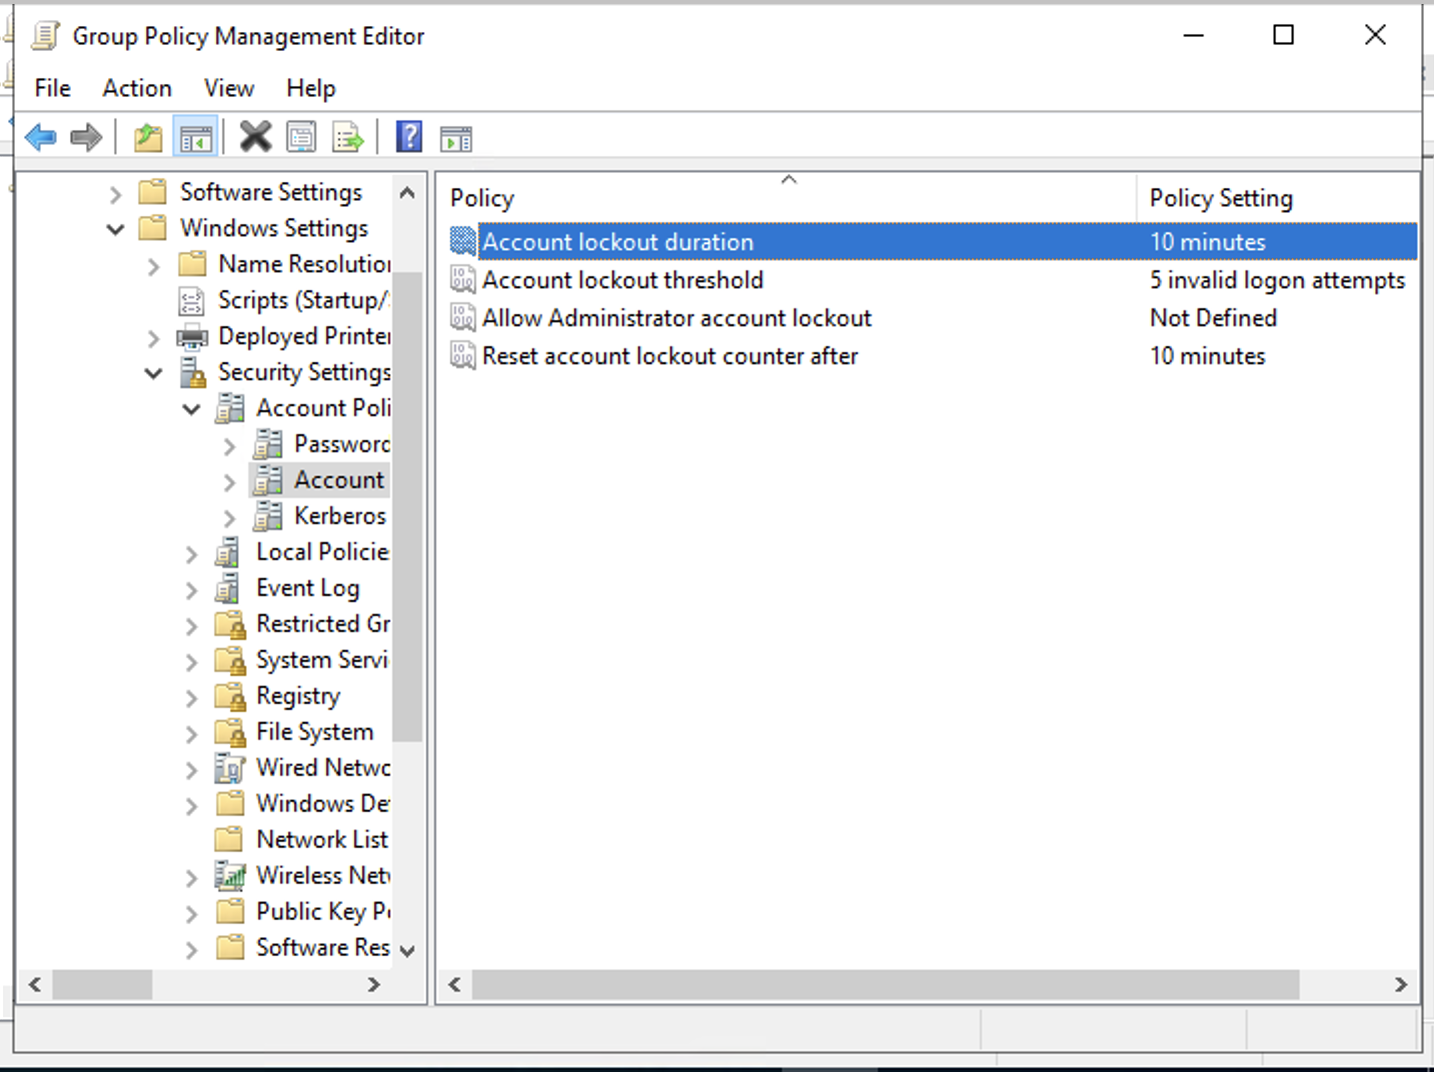 Group Policy Management Editor
File Action View Help
Software Settings
Windows Settings
Name Resolution
Scripts (Startup/
Deployed Printer
Security Settings
Account Poli
Password
Account
Kerberos
Local Policie
Event Log
Restricted Gr
System Servi
Registry
File System
Wired Netwo
Windows De
Network List
Wireless Net
Public Key P
Software Res
Policy Policy Setting
Account lockout duration 10 minutes
Account lockout threshold 5 invalid logon attempts
Allow Administrator account lockout Not Defined
Reset account lockout counter after 10 minutes